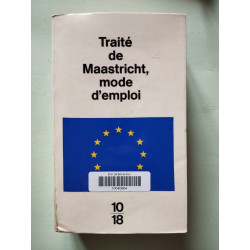 Traité
de
Maastricht,
mode
d'emploi
10
18